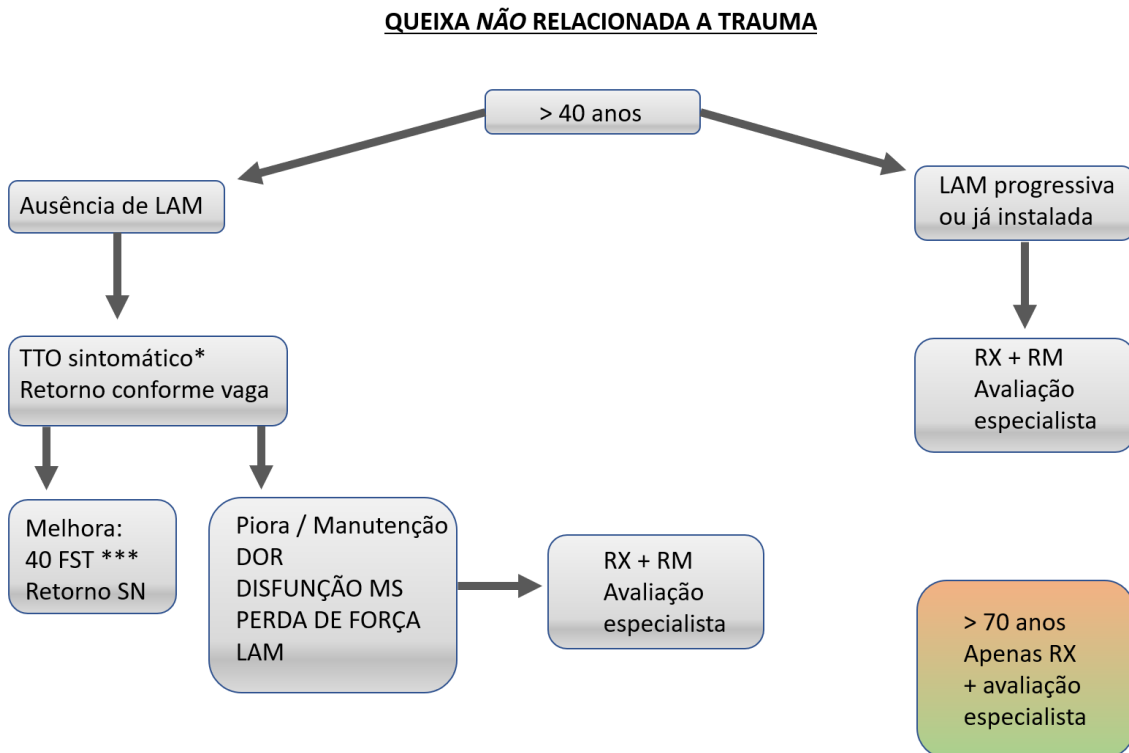 QUEIXA NÃO RELACIONADA A TRAUMA
> 40 anos
Ausência de LAM
LAM progressiva
ou já instalada
TTO sintomático*
Retorno conforme vaga
RX + RM
Avaliação
especialista
Melhora:
40 FST ***
Retorno SN
Piora / Manutenção
DOR
DISFUNÇÃO MS
PERDA DE FORÇA
LAM
RX + RM
Avaliação
especialista
> 70 anos
Apenas RX
+ avaliação
especialista